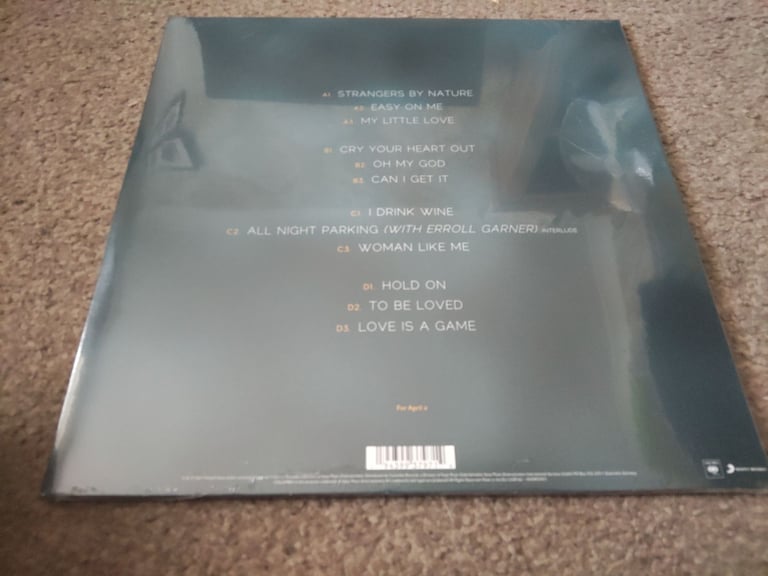 A1. STRANGERS BY NATURE
A2. EASY ON ME
A3. MY LITTLE LOVE
B1. CRY YOUR HEART OUT
B2. OH MY GOD
B3. CAN I GET IT
C1. I DRINK WINE
C2. ALL NIGHT PARKING (WITH ERROLL GARNER) INTERLUDE
C3. WOMAN LIKE ME
D1. HOLD ON
D2. TO BE LOVED
D3. LOVE IS A GAME
For April x